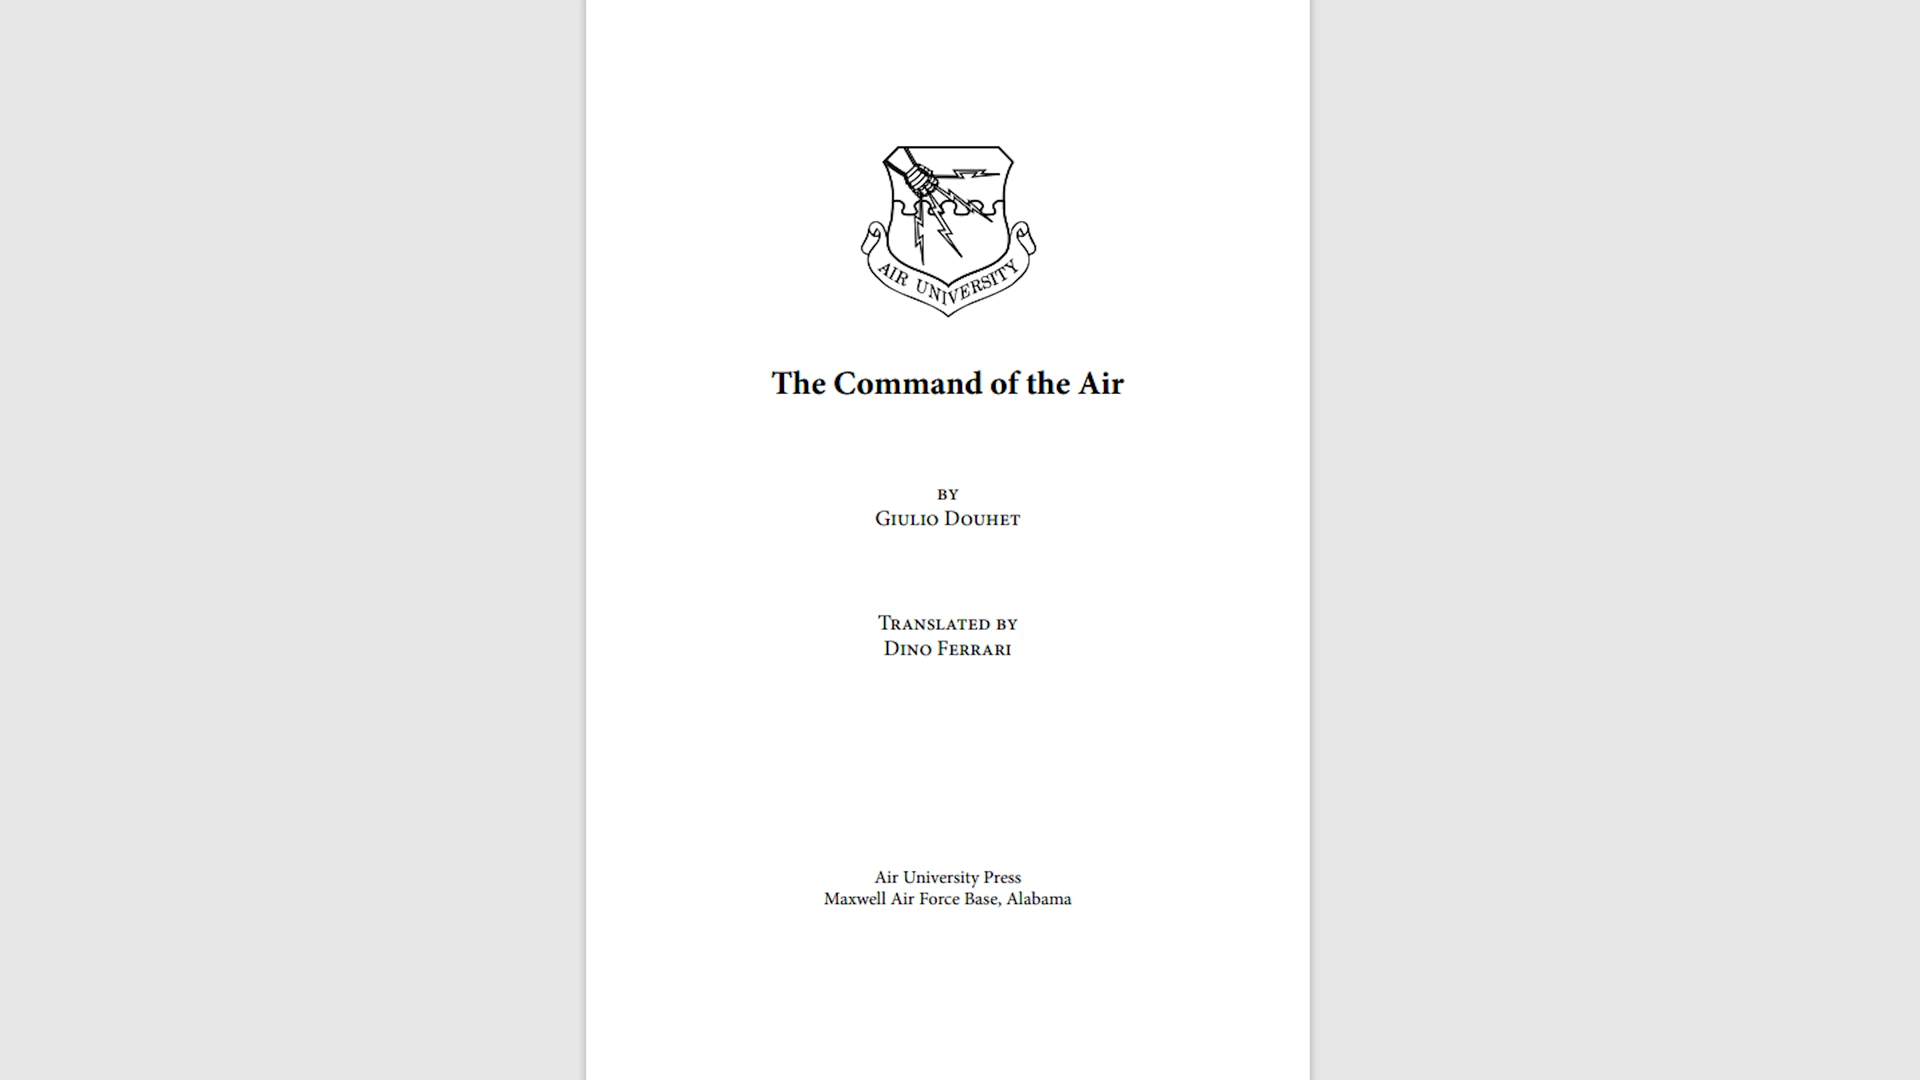 AIR UNIVERSITY
The Command of the Air
BY
GIULIO DOUHET
TRANSLATED BY
DINO FERRARI
Air University Press
Maxwell Air Force Base, Alabama